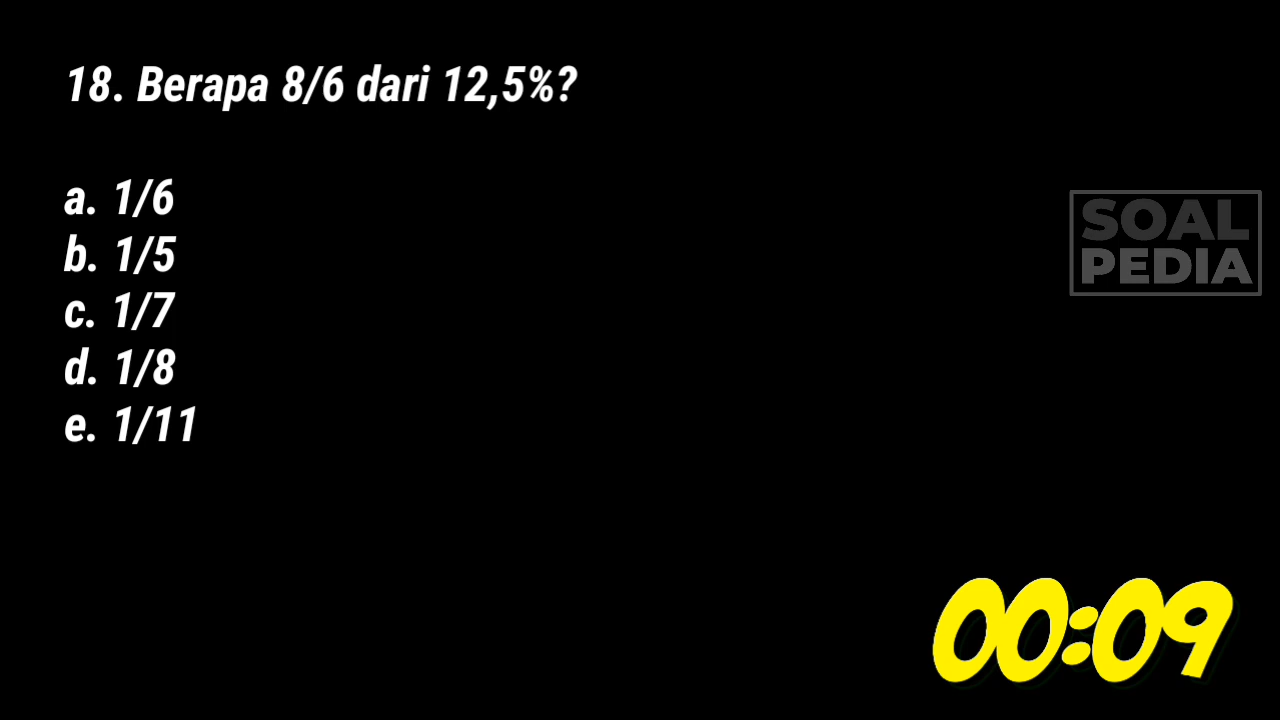 18. Berapa 8/6 dari 12,5%?
a. 1/6
b. 1/5
c. 1/7
d. 1/8
e. 1/11
SOAL
PEDIA
00:09